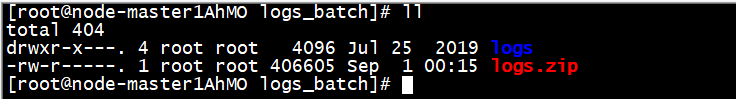 [root@node-master1AhMO logs_batch]# ll
total 404
drwxr-x---. 4 root root   4096 Jul 25  2019 logs
-rw-r-----. 1 root root 406605 Sep  1 00:15 logs.zip
[root@node-master1AhMO logs_batch]#